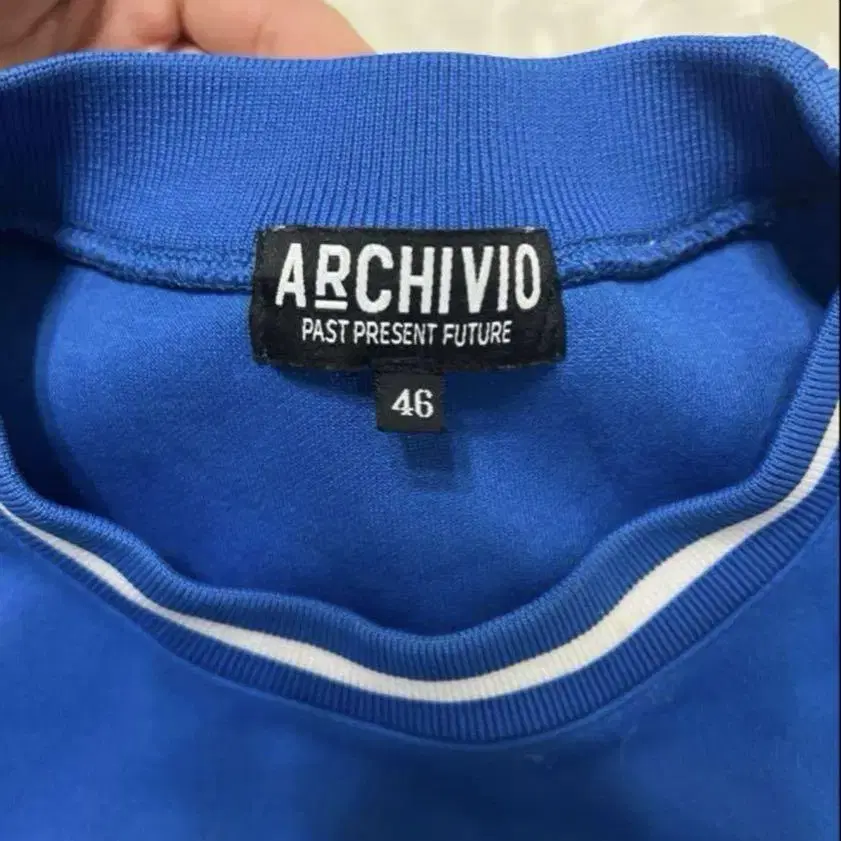 ARCHIVIO
PAST PRESENT FUTURE
46